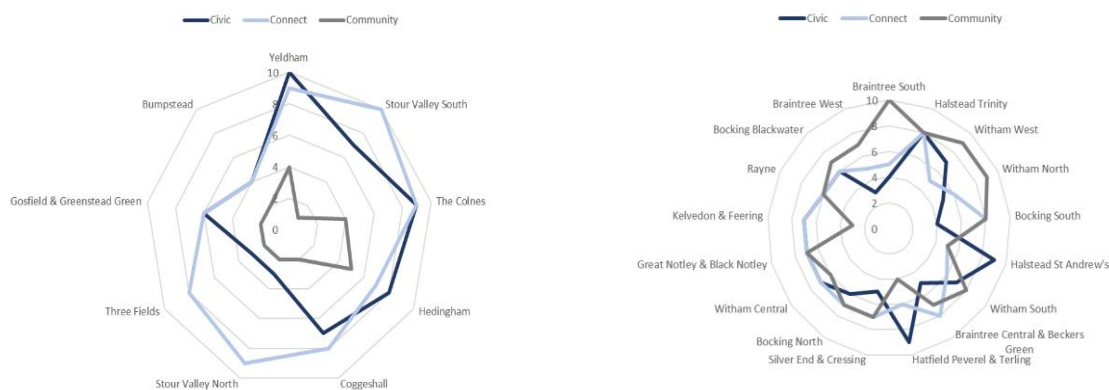 Civic Connect Community
Yeldham
10
Bumpstead
Stour Valley South
8
6
4
2
0
Gosfield & Greenstead Green
The Colnes
Three Fields
Hedingham
Stour Valley North
Coggeshall
Civic Connect Community
Braintree South
10
Braintree West
Halstead Trinity
8
Bocking Blackwater
Witham West
6
Rayne
4
Witham North
2
Kelvedon & Feering
0
Bocking South
Great Notley & Black Notley
Halstead St Andrew's
Witham Central
Witham South
Bocking North
Braintree Central & Beckers
Green
Silver End & Cressing
Hatfield Peverel & Terling